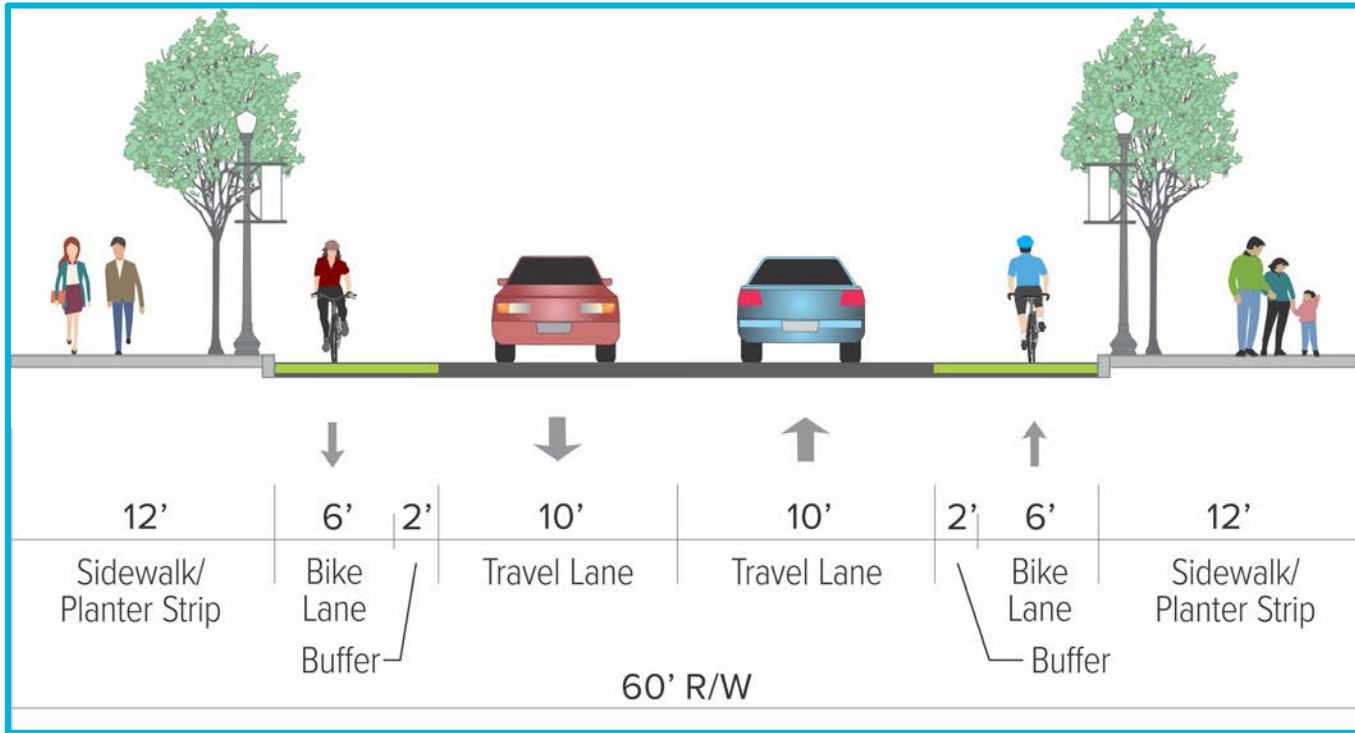 12’ 6’ 2’ 10’ 10’ 2’ 6’ 12’
Sidewalk/
Planter Strip
Bike
Lane
Buffer
Travel Lane
Travel Lane
Bike
Lane
Buffer
Sidewalk/
Planter Strip
60’ R/W